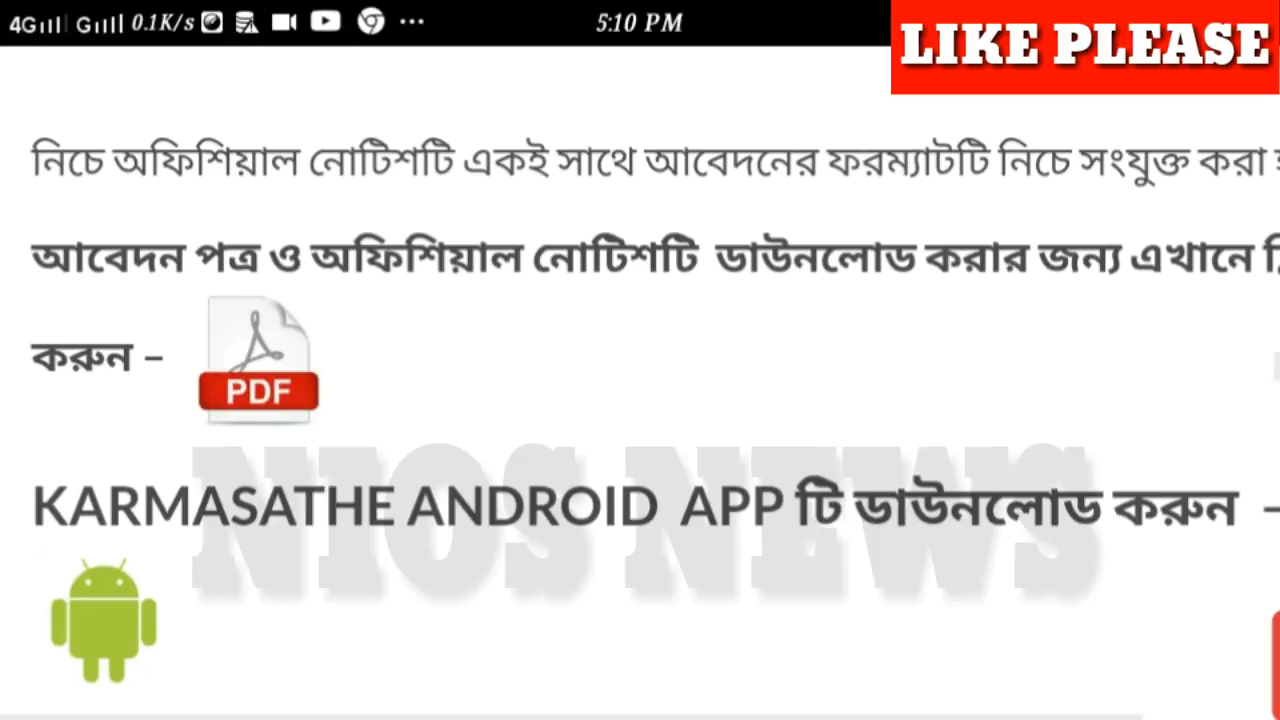 4G G 0.1K/s 5:10 PM
LIKE PLEASE
নিচে অফিশিয়াল নোটিশটি একই সাথে আবেদনের ফরম্যাটটি নিচে সংযুক্ত করা
আবেদন পত্র ও অফিশিয়াল নোটিশটি ডাউনলোড করার জন্য এখানে
করুন –
PDF
NIOS NEWS
KARMASATHE ANDROID APP টি ডাউনলোড করুন –